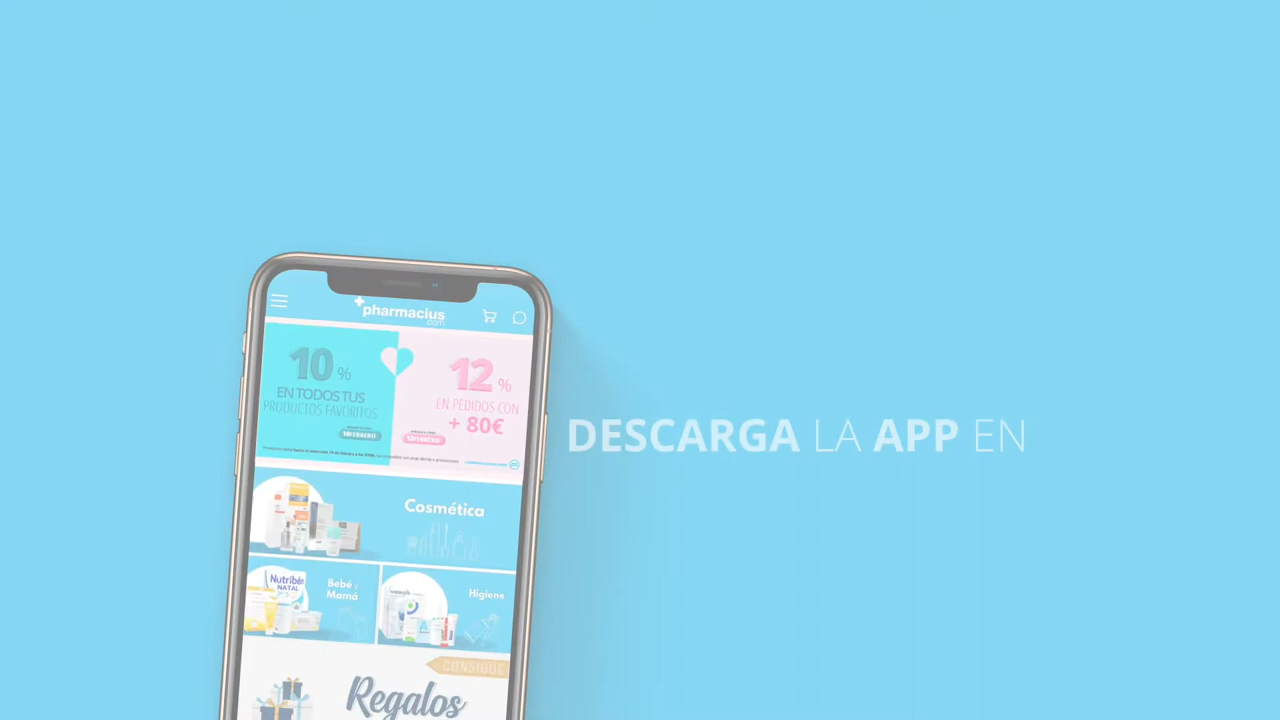 pharmacius
.com
10 %
EN TODOS TUS
PRODUCTOS FAVORITOS
12 %
EN PEDIDOS CON
+ 80€
DESCARGA LA APP EN
Cosmética
Nutribén
NATAL
Bebé y
Mamá
Higiene
CONSIGUE
Regalos